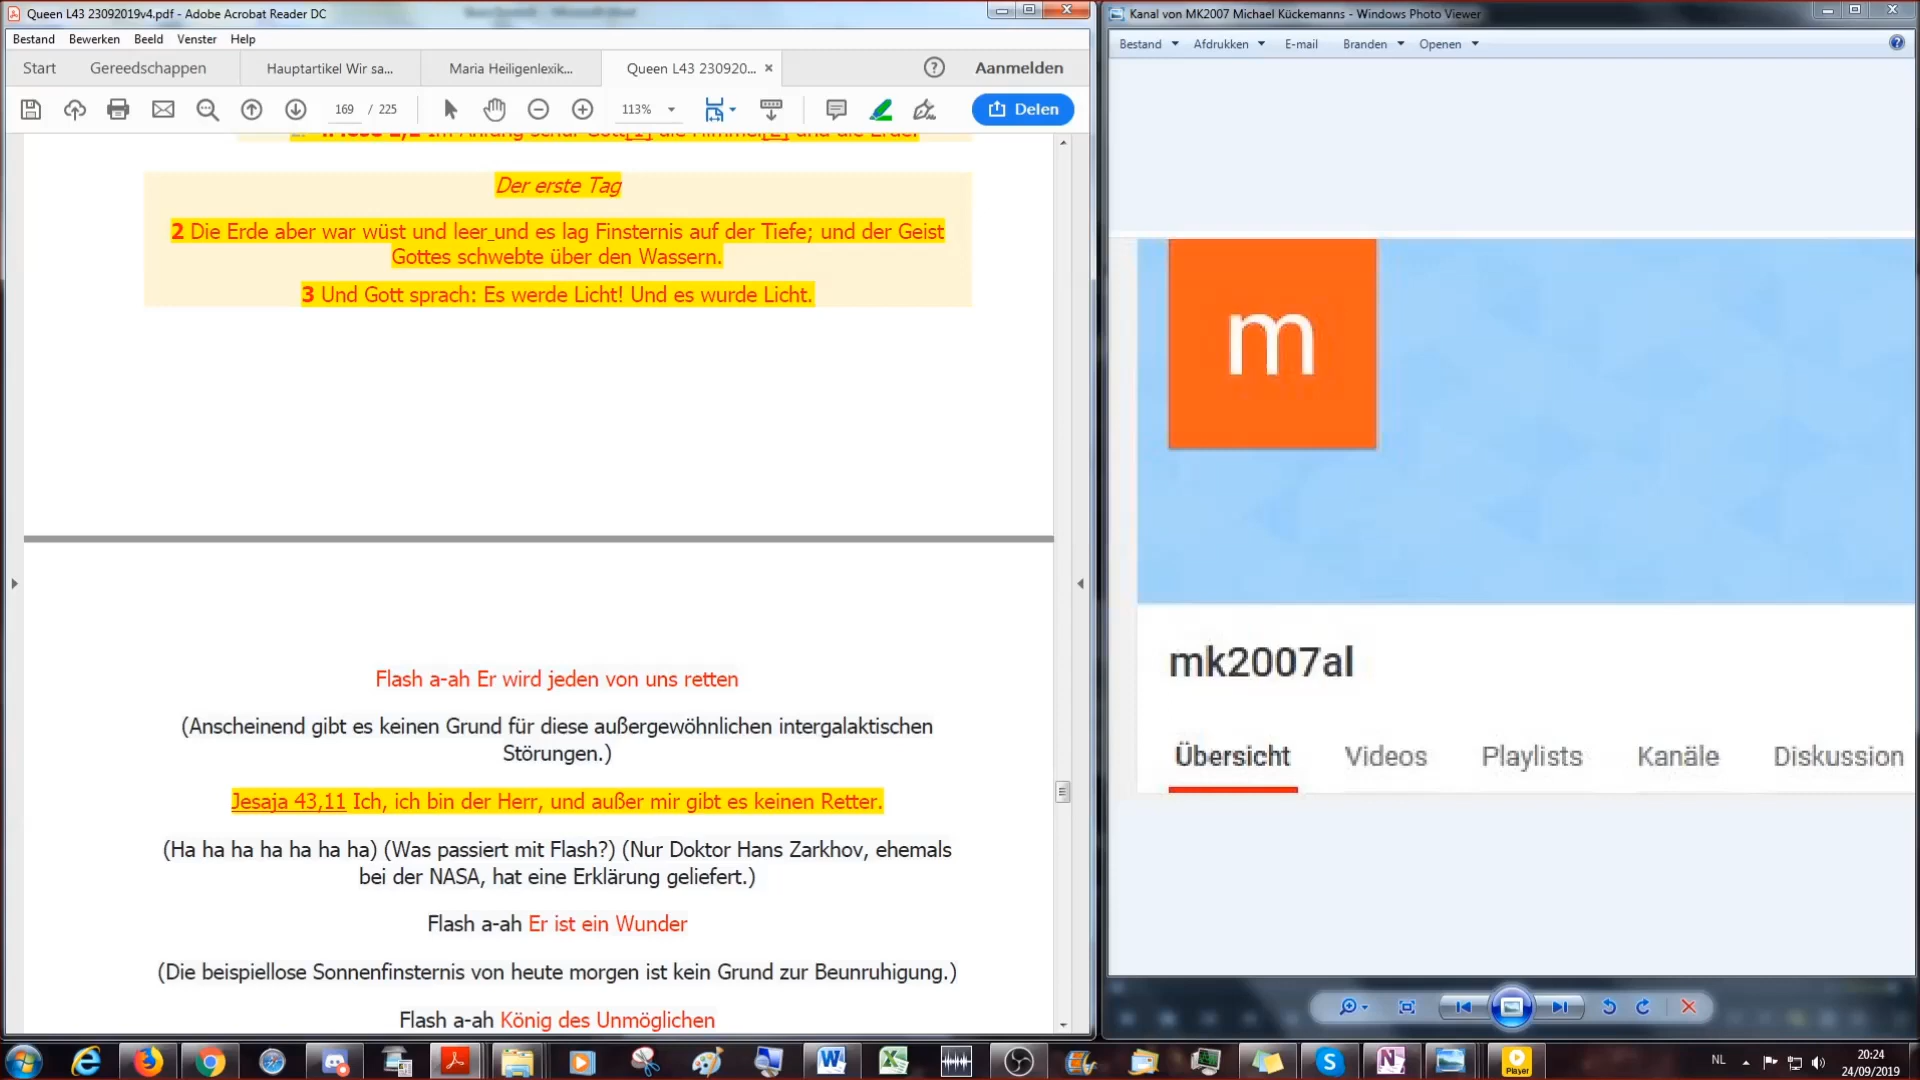 Queen L43 23092019v4.pdf - Adobe Acrobat Reader DC
Bestand Bewerken Beeld Venster Help
Start Gereedschappen Hauptartikel Wir sa... Maria Heiligenlexik... Queen L43 230920... × Aanmelden
169 / 225 113% Delen
Der erste Tag
2 Die Erde aber war wüst und leer und es lag Finsternis auf der Tiefe; und der Geist
Gottes schwebte über den Wassern.
3 Und Gott sprach: Es werde Licht! Und es wurde Licht.
Flash a-ah Er wird jeden von uns retten
(Anscheinend gibt es keinen Grund für diese außergewöhnlichen intergalaktischen
Störungen.)
Jesaja 43,11 Ich, ich bin der Herr, und außer mir gibt es keinen Retter.
(Ha ha ha ha ha ha ha) (Was passiert mit Flash?) (Nur Doktor Hans Zarkhov, ehemals
bei der NASA, hat eine Erklärung geliefert.)
Flash a-ah Er ist ein Wunder
(Die beispiellose Sonnenfinsternis von heute morgen ist kein Grund zur Beunruhigung.)
Flash a-ah König des Unmöglichen
Kanal von MK2007 Michael Kückemanns - Windows Photo Viewer
Bestand Afdrukken E-mail Branden Openen
m
mk2007al
Übersicht Videos Playlists Kanäle Diskussion
Player
NL
20:24
24/09/2019